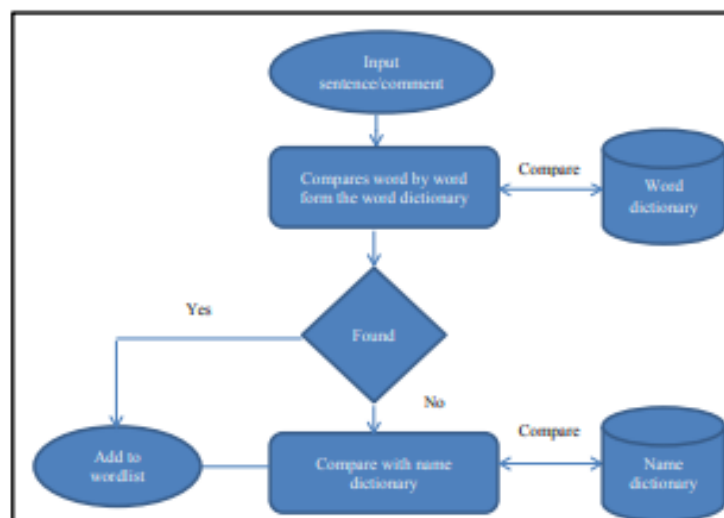 Input
sentence/comment
Compares word by word
form the word dictionary
Compare
Word
dictionary
Yes
Found
No
Add to
wordlist
Compare with name
dictionary
Compare
Name
dictionary